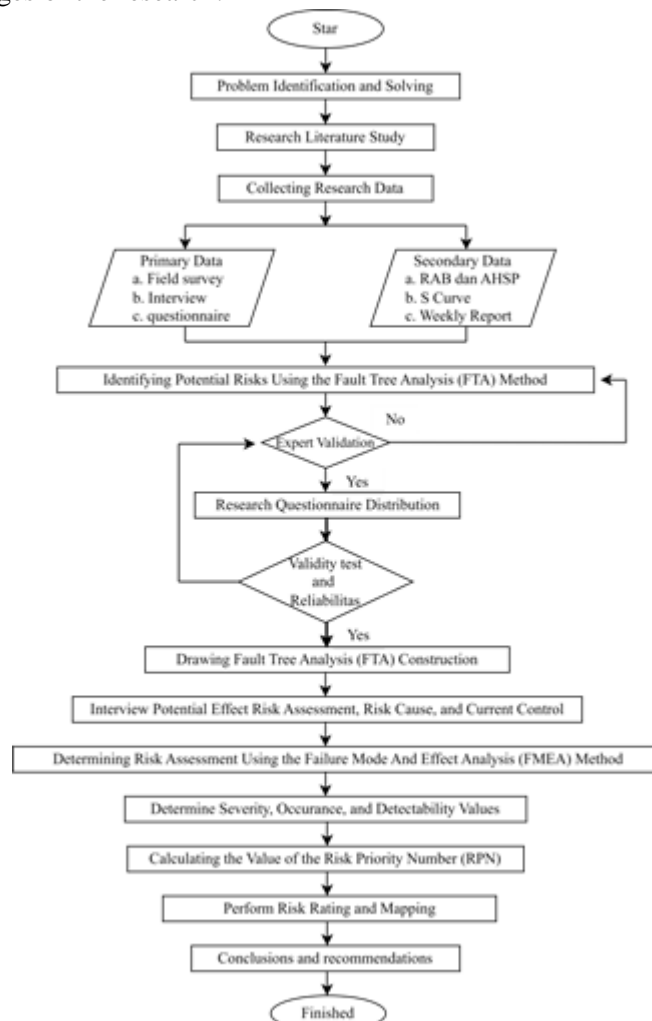 Star
Problem Identification and Solving
Research Literature Study
Collecting Research Data
Primary Data
a. Field survey
b. Interview
c. questionnaire
Secondary Data
a. RAB dan AHSP
b. S Curve
c. Weekly Report
Identifying Potential Risks Using the Fault Tree Analysis (FTA) Method
No
Expert Validation
Yes
Research Questionnaire Distribution
Validity test
and
Reliabilitas
Yes
Drawing Fault Tree Analysis (FTA) Construction
Interview Potential Effect Risk Assessment, Risk Cause, and Current Control
Determining Risk Assessment Using the Failure Mode And Effect Analysis (FMEA) Method
Determine Severity, Occurance, and Detectability Values
Calculating the Value of the Risk Priority Number (RPN)
Perform Risk Rating and Mapping
Conclusions and recommendations
Finished